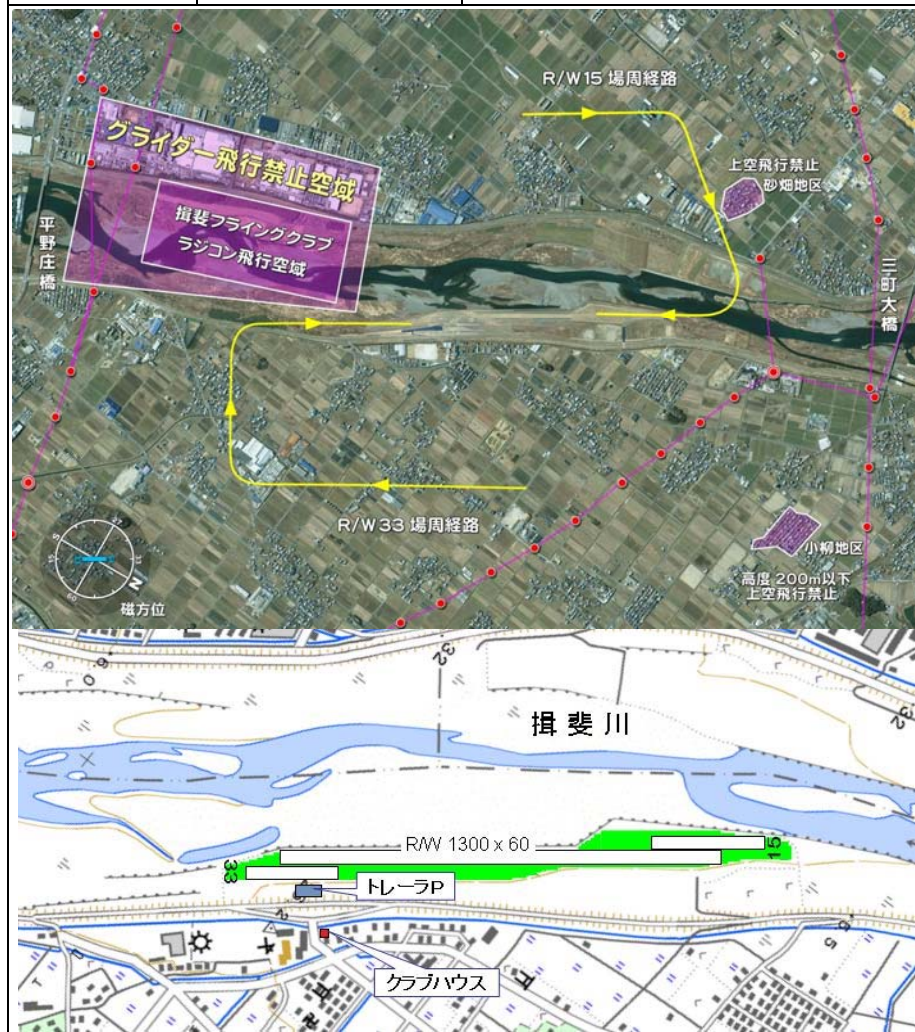 R/W15 場周経路
グライダー飛行禁止空域
上空飛行禁止
砂畑地区
揖斐フライングクラブ
ラジコン飛行空域
平野庄橋
三町大橋
R/W33 場周経路
小柳地区
高度 200m以下
上空飛行禁止
N
S
磁方位
32
揖斐川
32
R/W 1300 x 60
15
33
トレーラP
クラブハウス